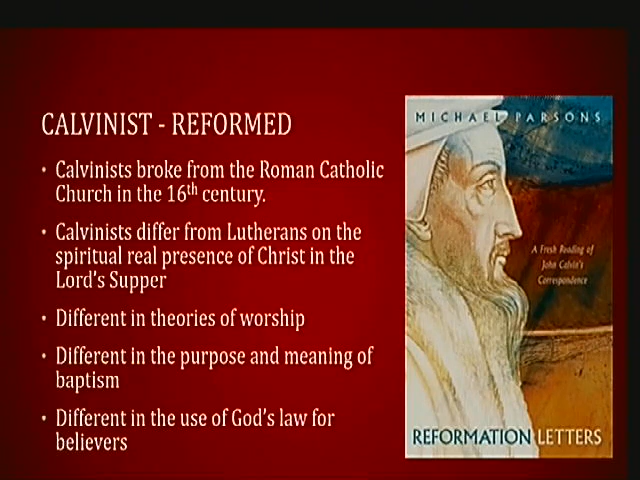 CALVINIST - REFORMED
• Calvinists broke from the Roman Catholic
Church in the 16th century.
• Calvinists differ from Lutherans on the
spiritual real presence of Christ in the
Lord's Supper
• Different in theories of worship
• Different in the purpose and meaning of
baptism
• Different in the use of God's law for
believers
MICHAEL PARSONS
A Fresh Reading of
John Calvin's
Correspondence
REFORMATION LETTERS